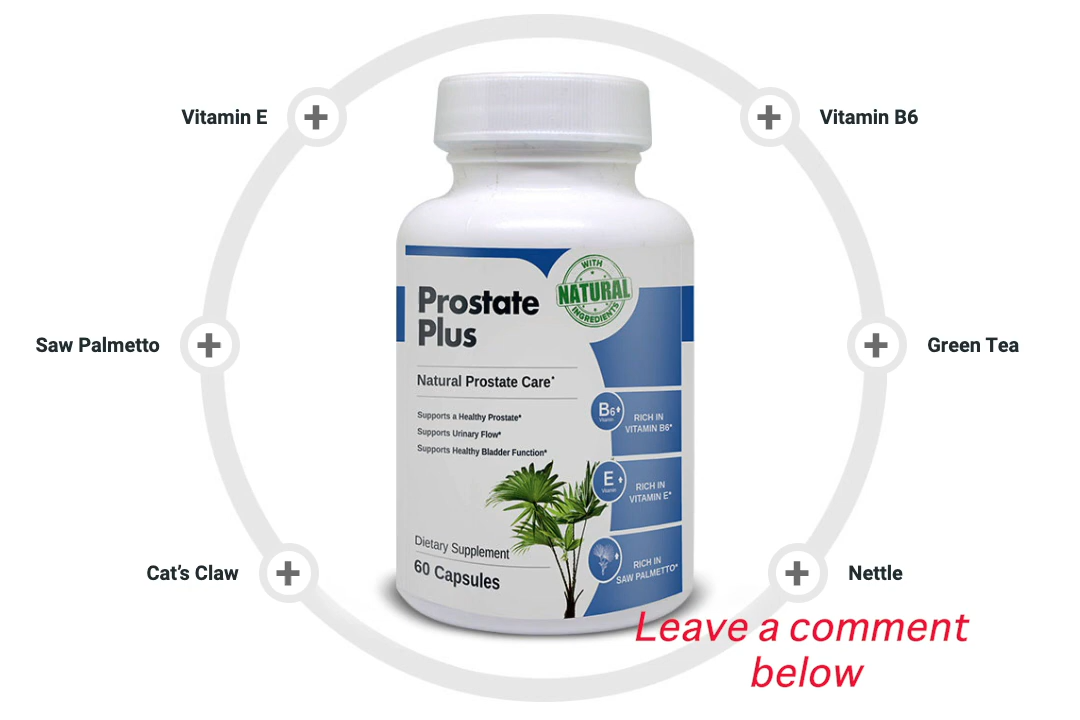 Vitamin E
Vitamin B6
Saw Palmetto
Green Tea
Cat's Claw
Nettle
WITH
NATURAL
INGREDIENTS
Prostate
Plus
Natural Prostate Care*
Supports a Healthy Prostate*
Supports Urinary Flow*
Supports Healthy Bladder Function*
B6
Vitamin
RICH IN
VITAMIN B6*
E
Vitamin
RICH IN
VITAMIN E*
RICH IN
SAW PALMETTO*
Dietary Supplement
60 Capsules
Leave a comment
below